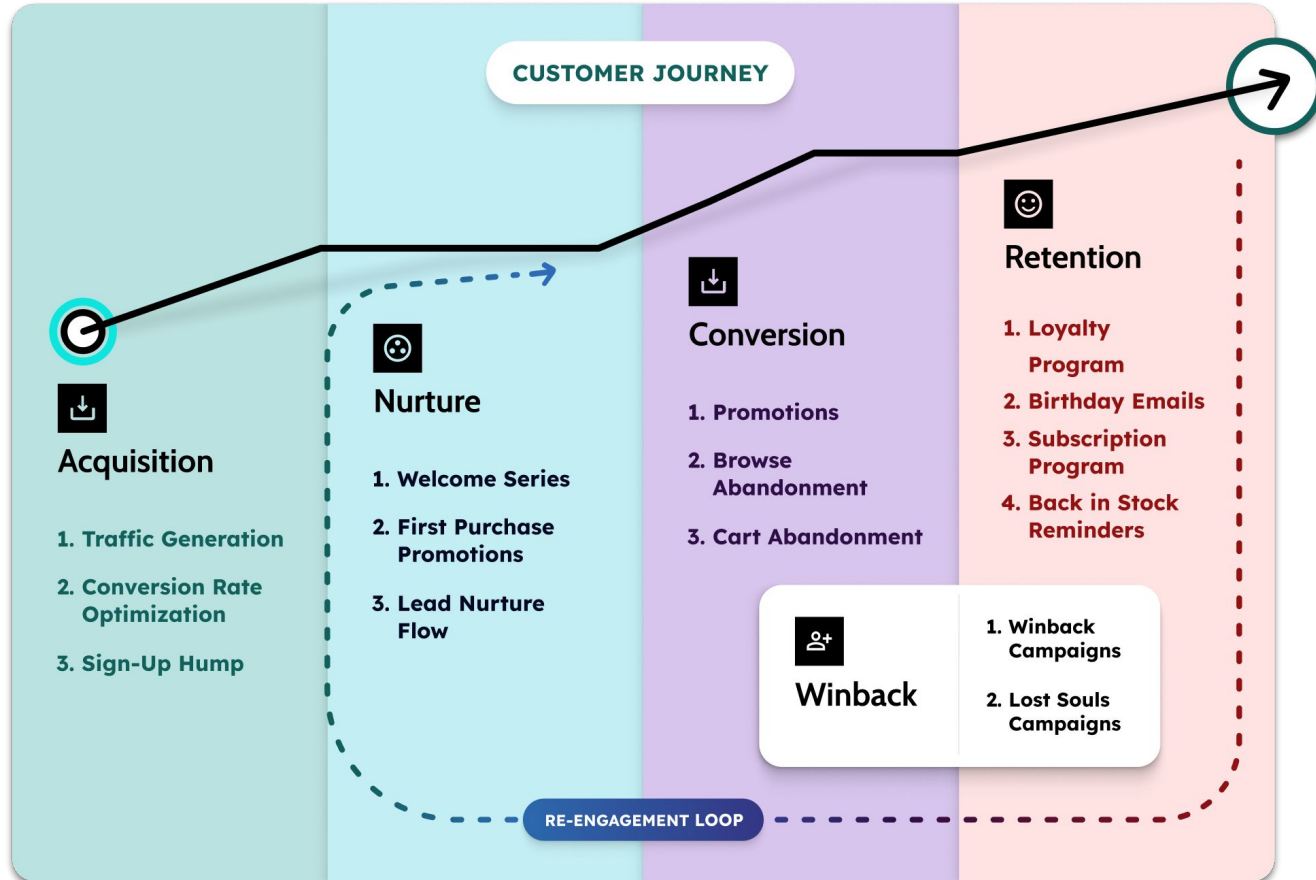 CUSTOMER JOURNEY
Acquisition
1. Traffic Generation
2. Conversion Rate
Optimization
3. Sign-Up Hump
Nurture
1. Welcome Series
2. First Purchase
Promotions
3. Lead Nurture
Flow
Conversion
1. Promotions
2. Browse
Abandonment
3. Cart Abandonment
Retention
1. Loyalty
Program
2. Birthday Emails
3. Subscription
Program
4. Back in Stock
Reminders
Winback
1. Winback
Campaigns
2. Lost Souls
Campaigns
RE-ENGAGEMENT LOOP